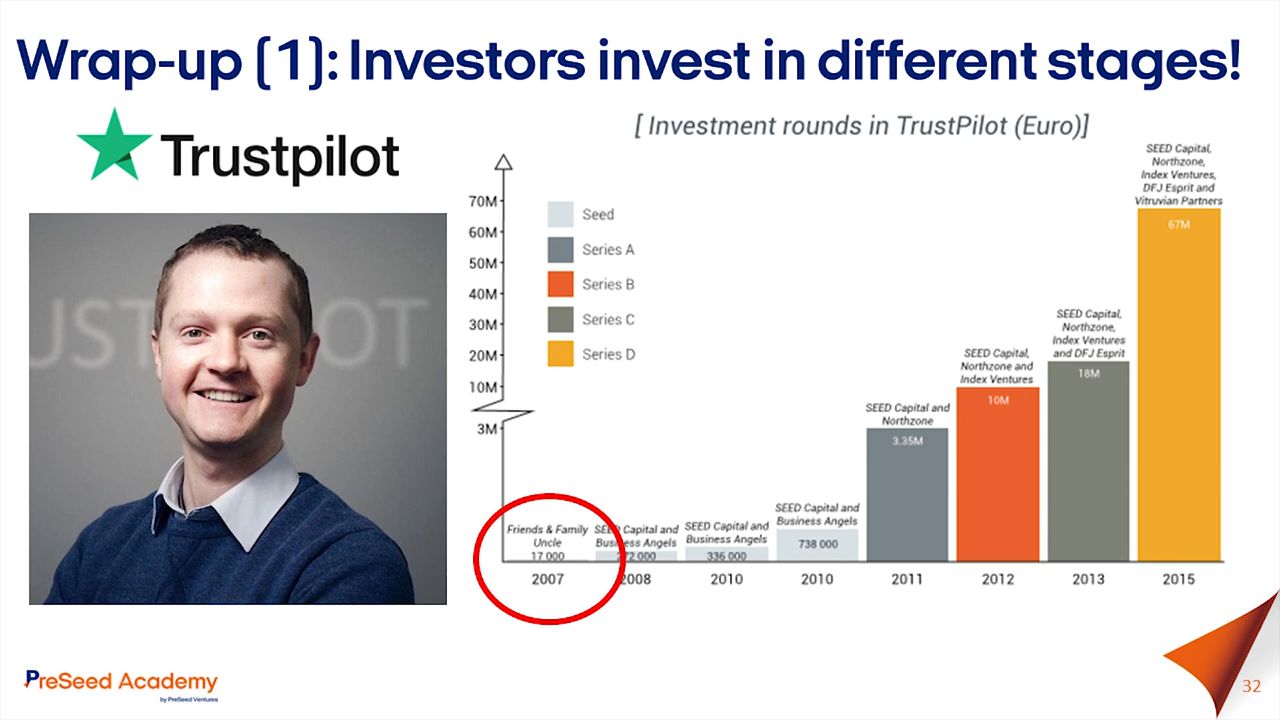 Wrap-up (1): Investors invest in different stages!
Trustpilot
UST
OT
[ Investment rounds in TrustPilot (Euro)]
70M
60M
50M
40M
30M
20M
10M
3M
Seed
Series A
Series B
Series C
Series D
Friends & Family
Uncle
17 000
2007
SEED Capital and
Business Angels
272 000
2008
SEED Capital and
Business Angels
336 000
2010
SEED Capital and
Business Angels
738 000
2010
SEED Capital and
Northzone
3.35M
2011
SEED Capital,
Northzone and
Index Ventures
10M
2012
SEED Capital,
Northzone,
Index Ventures
and DFJ Esprit
18M
2013
SEED Capital,
Northzone,
Index Ventures,
DFJ Esprit and
Vitruvian Partners
67M
2015
PreSeed Academy
by PreSeed Ventures
32